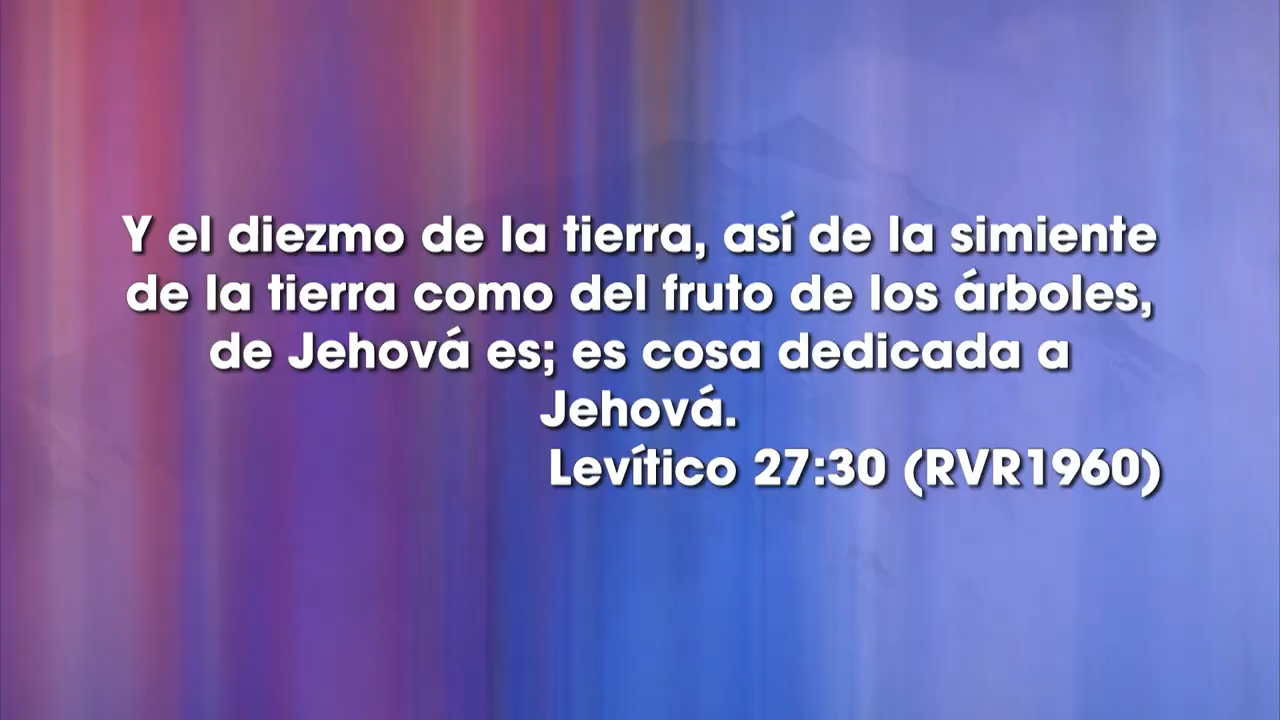 Y el diezmo de la tierra, así de la simiente
de la tierra como del fruto de los árboles,
de Jehová es; es cosa dedicada a
Jehová.
Levítico 27:30 (RVR1960)